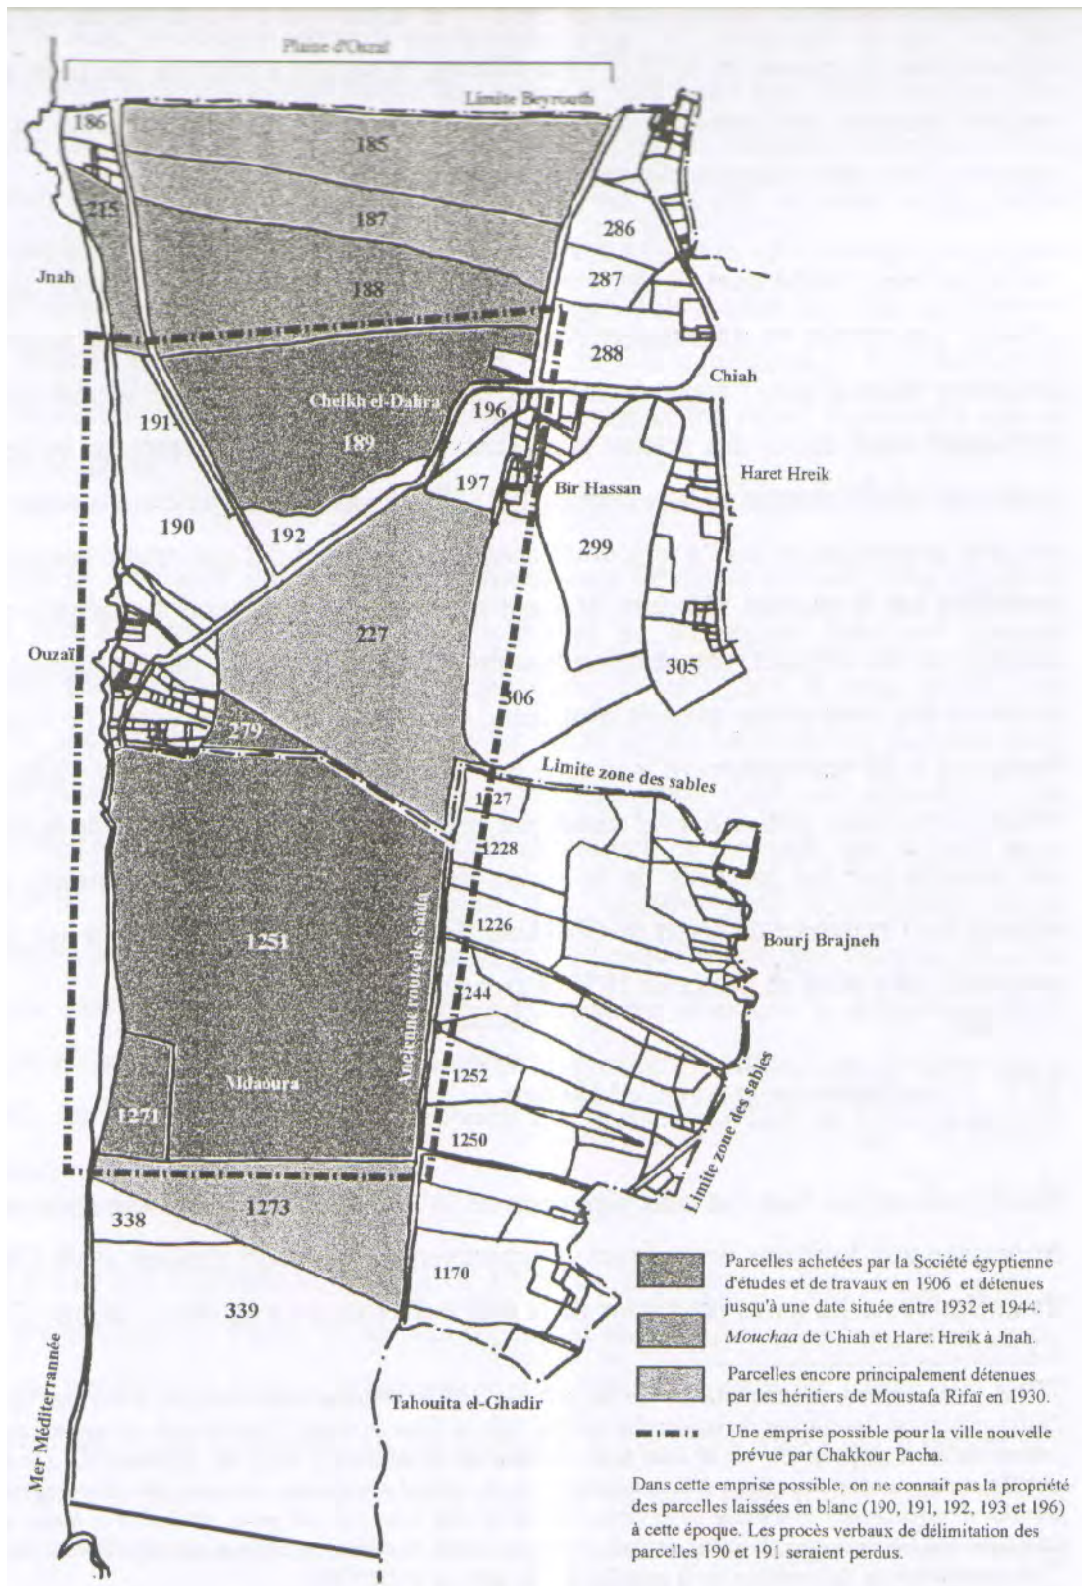 Plaine d'Ouzaï
Limite Beyrouth
186
185
215
187
286
Jnah
287
188
288
Chiah
Cheikh el-Dahra
196
191
189
Haret Hreik
197
Bir Hassan
190
192
299
227
Ouzaï
305
306
279
Limite zone des sables
1227
1228
1251
1226
Bourj Brajneh
Ancienne route de Saïda
1244
Mdaoura
1252
1271
1250
Limite zone des sables
1273
338
1170
339
Mer Méditerrannée
Tahouita el-Ghadir
Parcelles achetées par la Société égyptienne
d'études et de travaux en 1906 et détenues
jusqu'à une date située entre 1932 et 1944.
Mouchaa de Chiah et Haret Hreik à Jnah.
Parcelles encore principalement détenues
par les héritiers de Moustafa Rifaï en 1930.
Une emprise possible pour la ville nouvelle
prévue par Chakkour Pacha.
Dans cette emprise possible, on ne connait pas la propriété
des parcelles laissées en blanc (190, 191, 192, 193 et 196)
à cette époque. Les procès verbaux de délimitation des
parcelles 190 et 191 seraient perdus.